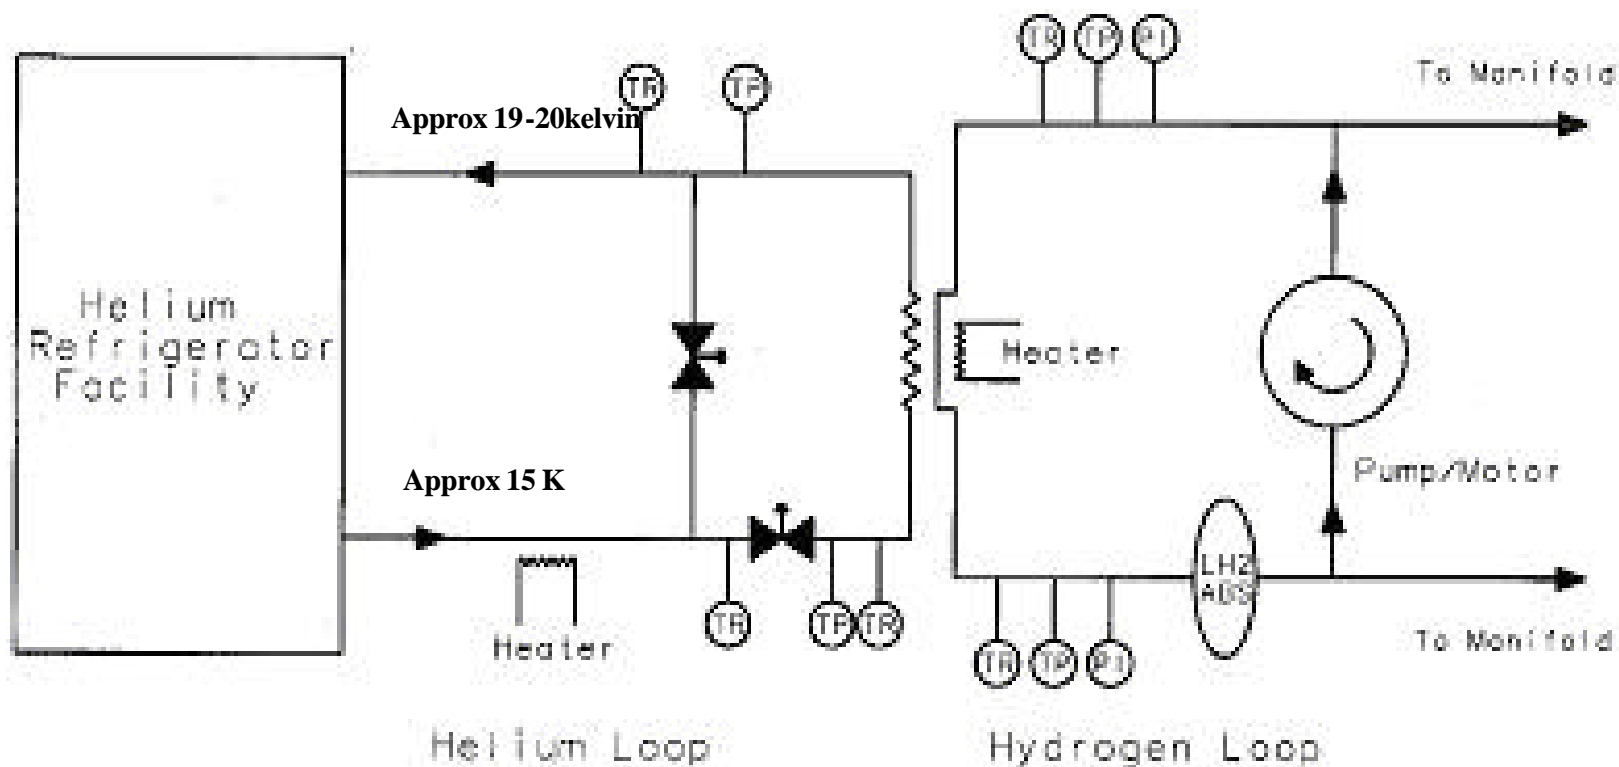 TR
TP
PI
To Manifold
TR
TP
Approx 19-20kelvin
Helium
Refrigerator
Facility
Heater
Approx 15 K
Pump/Motor
LH2
ABS
TR
TP
TR
Heater
TR
TP
PI
To Manifold
Helium Loop
Hydrogen Loop